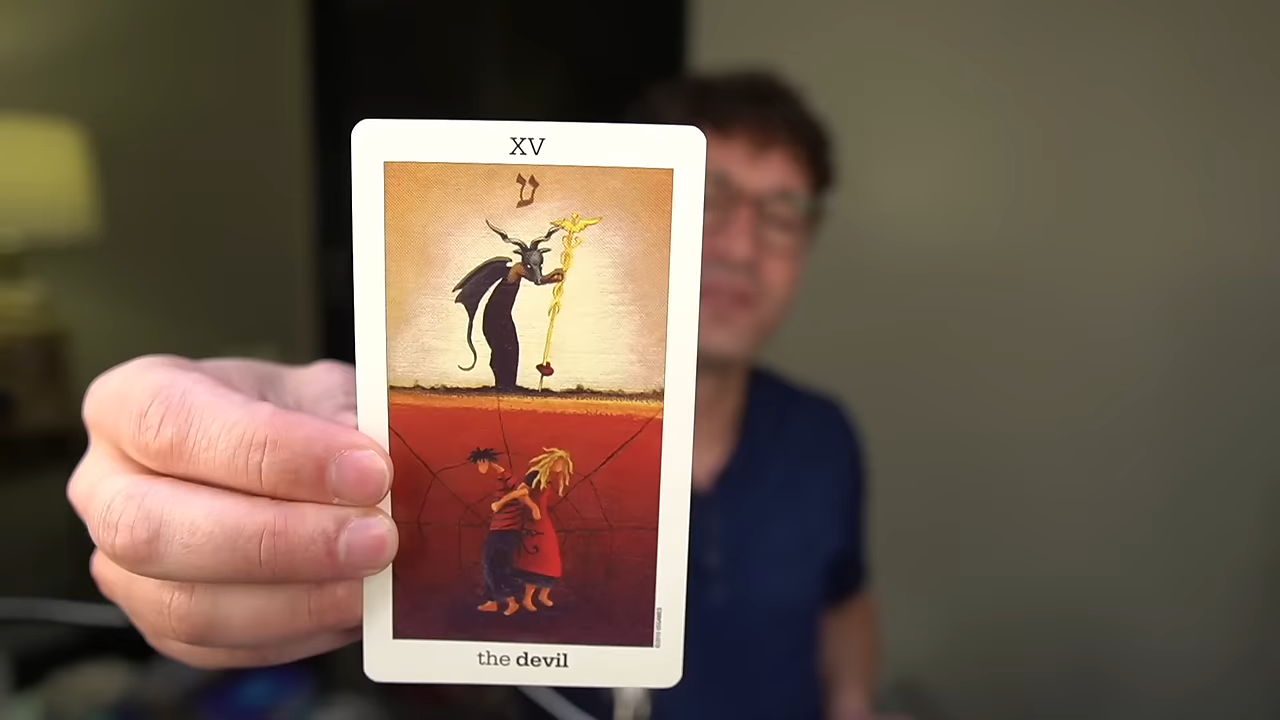 XV
ע
the devil